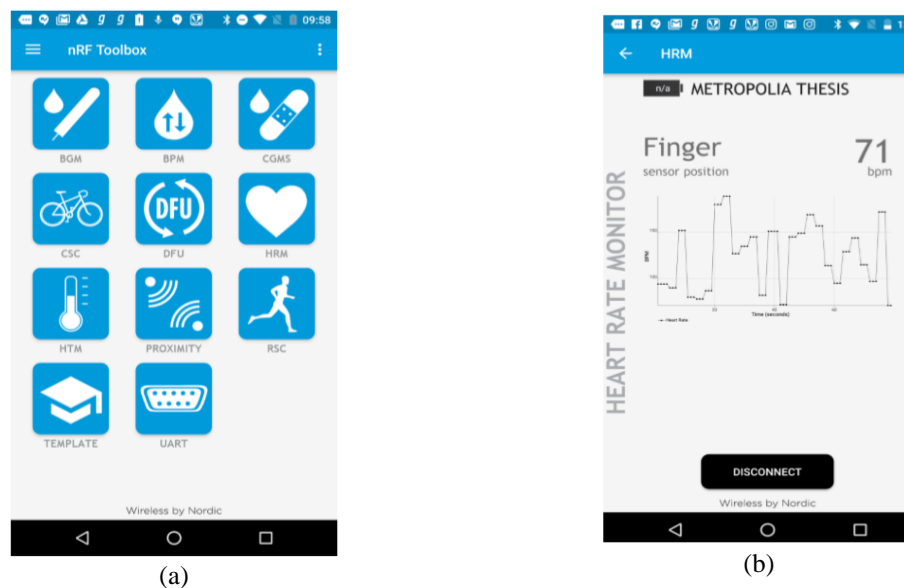 09:58
nRF Toolbox
BGM BPM CGMS
CSC DFU DFU HRM
HTM PROXIMITY RSC
TEMPLATE UART
Wireless by Nordic
(a)
HRM
n/a METROPOLIA THESIS
Finger 71
sensor position bpm
HEART RATE MONITOR
BPM
20
Time (seconds)
Heart Rate
DISCONNECT
Wireless by Nordic
(b)